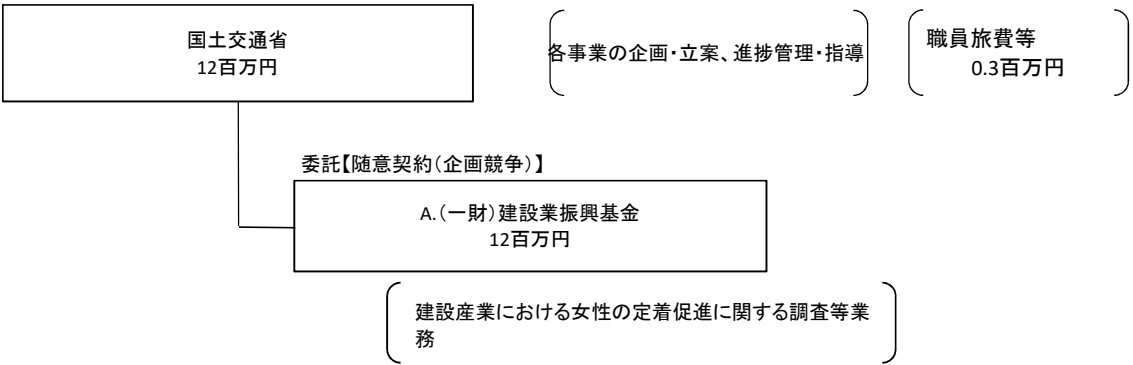 国土交通省
12百万円
各事業の企画・立案、進捗管理・指導
職員旅費等
0.3百万円
委託【随意契約（企画競争）】
A.（一財）建設業振興基金
12百万円
建設産業における女性の定着促進に関する調査等業
務